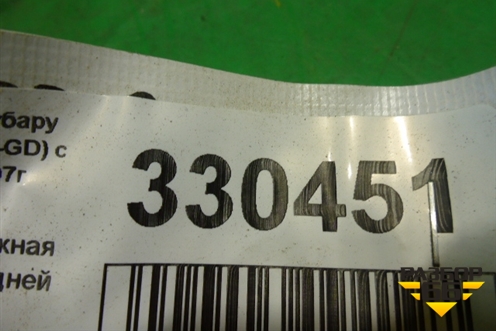 бару
-GD) с
07г
330451
жная
дней